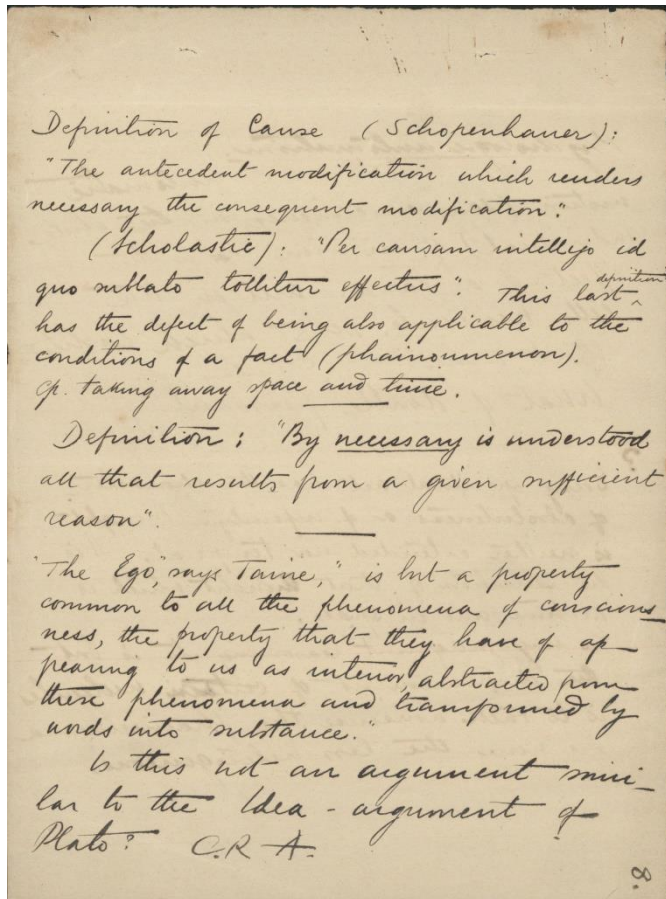 Definition of Cause (Schopenhauer):
"The antecedent modification which renders
necessary the consequent modification".
(Scholastic): "Per causam intelligo id
quo sublato tollitur effectus". This last ^ definition
has the defect of being also applicable to the
conditions of a fact (phainoumenon).
cp. taking away space and time.
Definition: "By necessary is understood
all that results from a given sufficient
reason".
"The Ego", says Taine, "is but a property
common to all the phenomena of conscious-
ness, the property that they have of ap-
pearing to us as interior, abstracted from
these phenomena and transformed by
words into substance."
Is this not an argument simi-
lar to the Idea - argument of
Plato? C.R.A.
8.